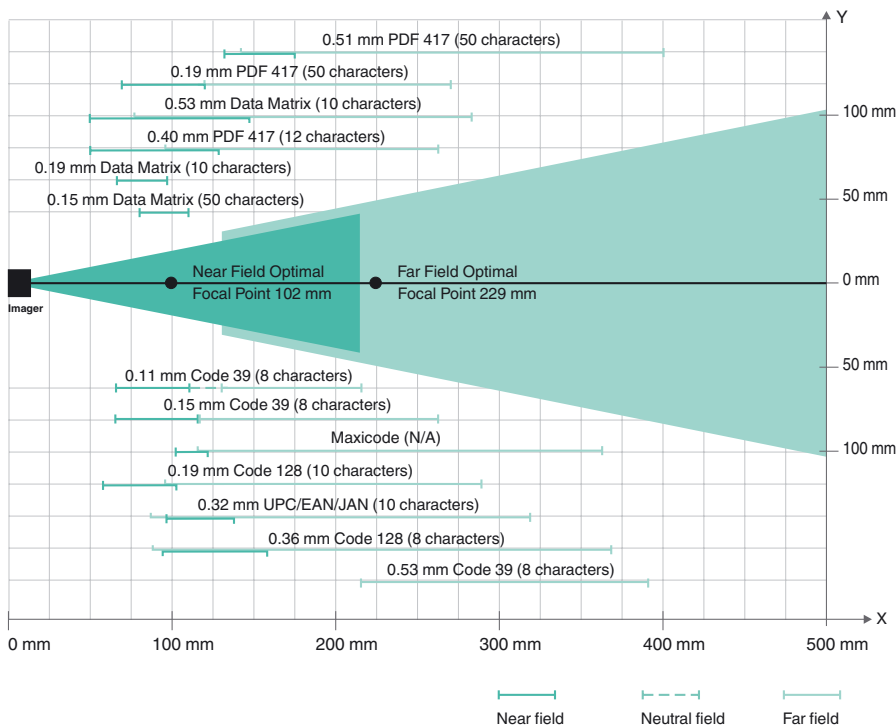 Y
0.51 mm PDF 417 (50 characters)
0.19 mm PDF 417 (50 characters)
0.53 mm Data Matrix (10 characters)
100 mm
0.40 mm PDF 417 (12 characters)
0.19 mm Data Matrix (10 characters)
0.15 mm Data Matrix (50 characters)
50 mm
Near Field Optimal
Focal Point 102 mm
Far Field Optimal
Focal Point 229 mm
0 mm
Imager
50 mm
0.11 mm Code 39 (8 characters)
0.15 mm Code 39 (8 characters)
Maxicode (N/A)
100 mm
0.19 mm Code 128 (10 characters)
0.32 mm UPC/EAN/JAN (10 characters)
0.36 mm Code 128 (8 characters)
0.53 mm Code 39 (8 characters)
X
0 mm
100 mm
200 mm
300 mm
400 mm
500 mm
Near field
Neutral field
Far field